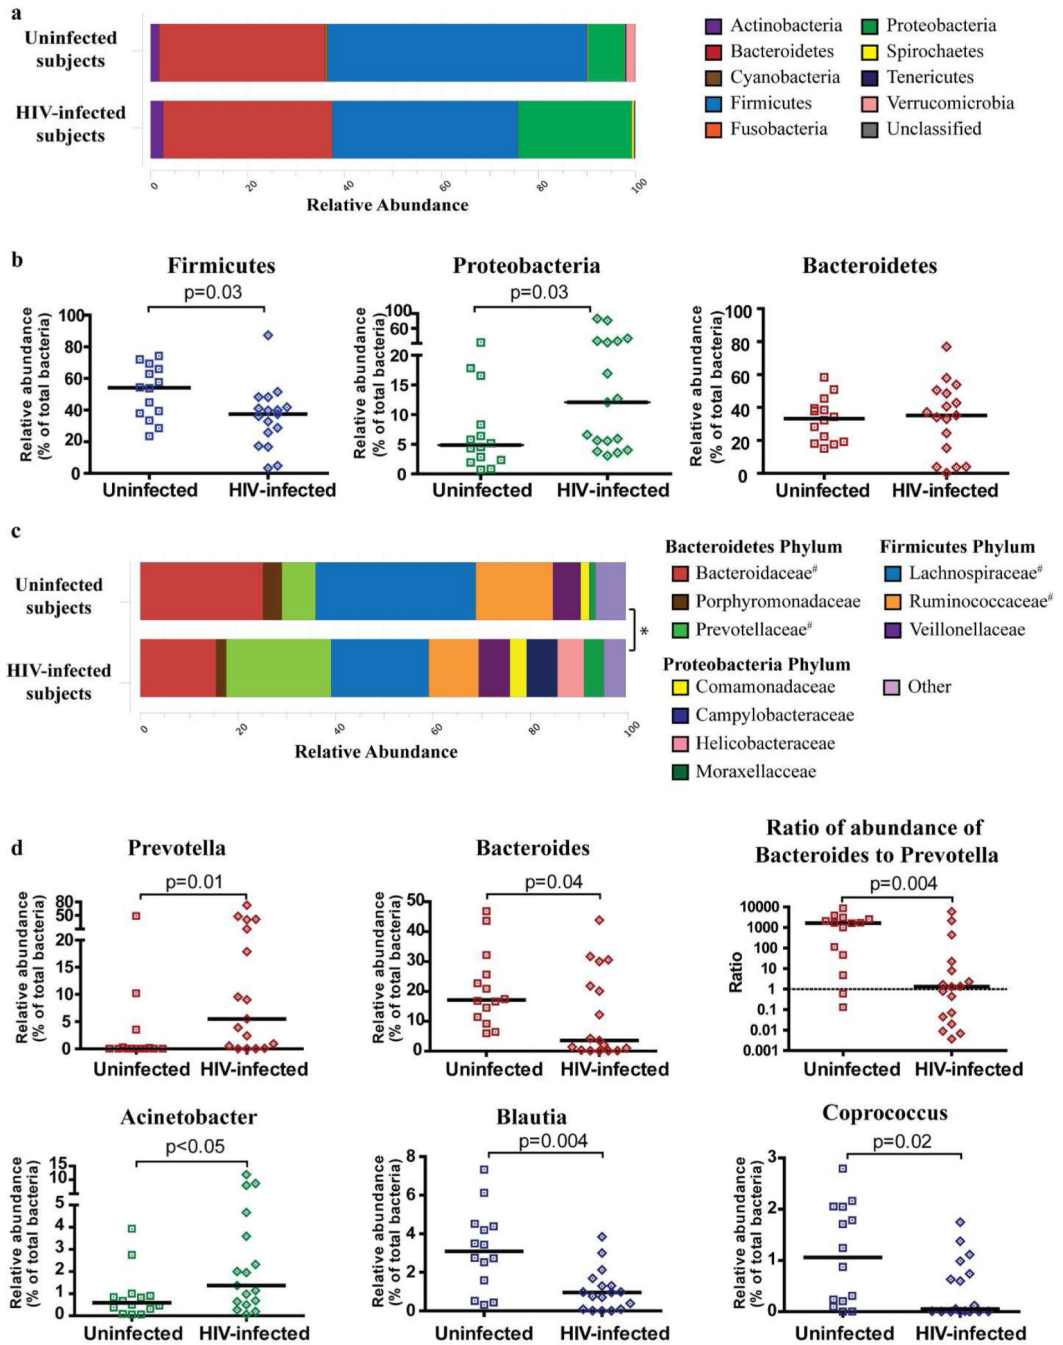 a
Uninfected
subjects
HIV-infected
subjects
0 20 40 60 80 100
Relative Abundance
Actinobacteria
Bacteroidetes
Cyanobacteria
Firmicutes
Fusobacteria
Proteobacteria
Spirochaetes
Tenericutes
Verrucomicrobia
Unclassified
b
Firmicutes
p=0.03
Relative abundance
(% of total bacteria)
100
80
60
40
20
0
Uninfected HIV-infected
Proteobacteria
p=0.03
Relative abundance
(% of total bacteria)
100
60
20
15
10
5
0
Uninfected HIV-infected
Bacteroidetes
Relative abundance
(% of total bacteria)
100
80
60
40
20
0
Uninfected HIV-infected
c
Uninfected
subjects
HIV-infected
subjects
*
0 20 40 60 80 100
Relative Abundance
Bacteroidetes Phylum
Bacteroidaceae#
Porphyromonadaceae
Prevotellaceae#
Proteobacteria Phylum
Comamonadaceae
Campylobacteraceae
Helicobacteraceae
Moraxellacceae
Firmicutes Phylum
Lachnospiraceae#
Ruminococcaceae#
Veillonellaceae
Other
d
Prevotella
p=0.01
Relative abundance
(% of total bacteria)
80
50
20
15
10
5
0
Uninfected HIV-infected
Bacteroides
p=0.04
Relative abundance
(% of total bacteria)
50
40
30
20
10
0
Uninfected HIV-infected
Ratio of abundance of
Bacteroides to Prevotella
p=0.004
Ratio
10000
1000
100
10
1
0.1
0.01
0.001
Uninfected HIV-infected
Acinetobacter
p<0.05
Relative abundance
(% of total bacteria)
15
10
5
4
3
2
1
0
Uninfected HIV-infected
Blautia
p=0.004
Relative abundance
(% of total bacteria)
8
6
4
2
0
Uninfected HIV-infected
Coprococcus
p=0.02
Relative abundance
(% of total bacteria)
3
2
1
0
Uninfected HIV-infected